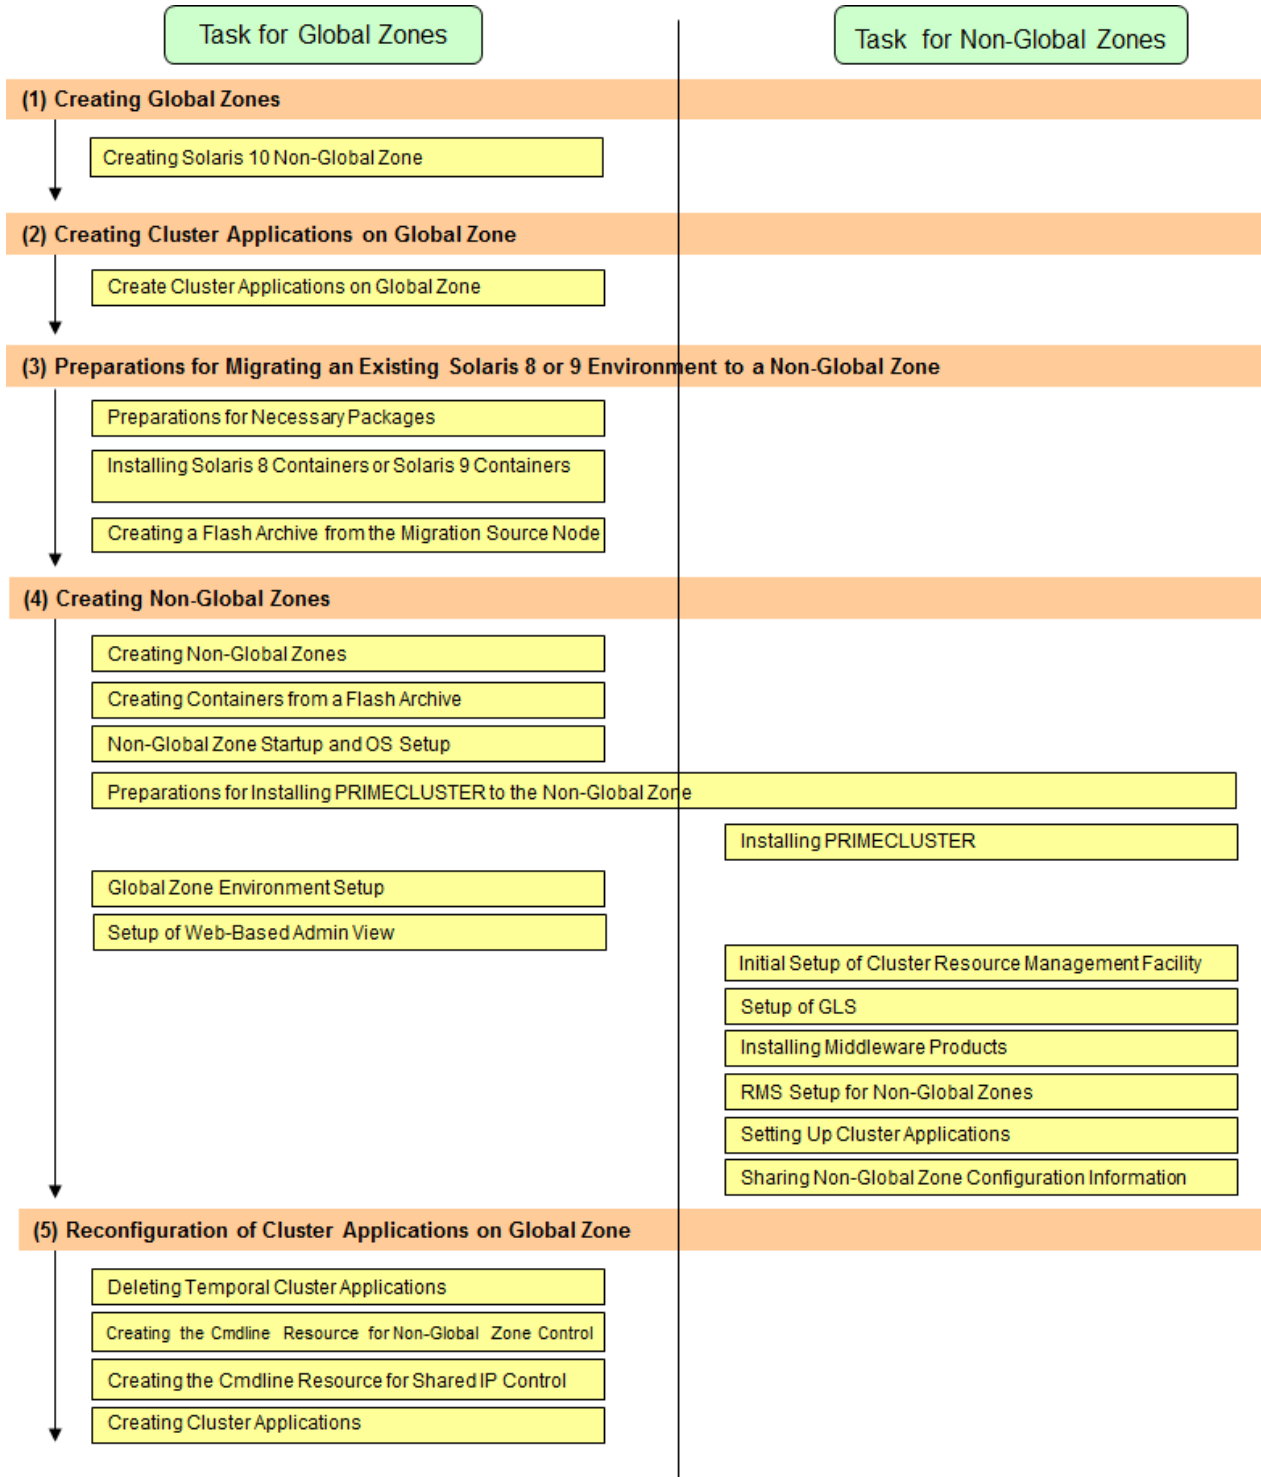 Task for Global Zones
Task for Non-Global Zones
(1) Creating Global Zones
Creating Solaris 10 Non-Global Zone
(2) Creating Cluster Applications on Global Zone
Create Cluster Applications on Global Zone
(3) Preparations for Migrating an Existing Solaris 8 or 9 Environment to a Non-Global Zone
Preparations for Necessary Packages
Installing Solaris 8 Containers or Solaris 9 Containers
Creating a Flash Archive from the Migration Source Node
(4) Creating Non-Global Zones
Creating Non-Global Zones
Creating Containers from a Flash Archive
Non-Global Zone Startup and OS Setup
Preparations for Installing PRIMECLUSTER to the Non-Global Zone
Installing PRIMECLUSTER
Global Zone Environment Setup
Setup of Web-Based Admin View
Initial Setup of Cluster Resource Management Facility
Setup of GLS
Installing Middleware Products
RMS Setup for Non-Global Zones
Setting Up Cluster Applications
Sharing Non-Global Zone Configuration Information
(5) Reconfiguration of Cluster Applications on Global Zone
Deleting Temporal Cluster Applications
Creating the Cmdline Resource for Non-Global Zone Control
Creating the Cmdline Resource for Shared IP Control
Creating Cluster Applications